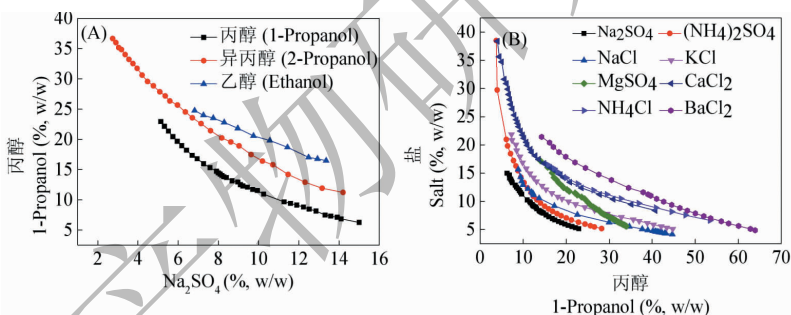 (A)
丙醇 (1-Propanol)
异丙醇 (2-Propanol)
乙醇 (Ethanol)
40
35
30
25
20
15
10
5
丙醇
1-Propanol (%, w/w)
2 4 6 8 10 12 14 16
Na₂SO₄ (%, w/w)
(B)
Na₂SO₄ (NH₄)2SO₄
NaCl KCl
MgSO₄ CaCl₂
NH₄Cl BaCl₂
40
35
30
25
20
15
10
5
盐
Salt (%, w/w)
0 10 20 30 40 50 60 70
丙醇
1-Propanol (%, w/w)
产物研